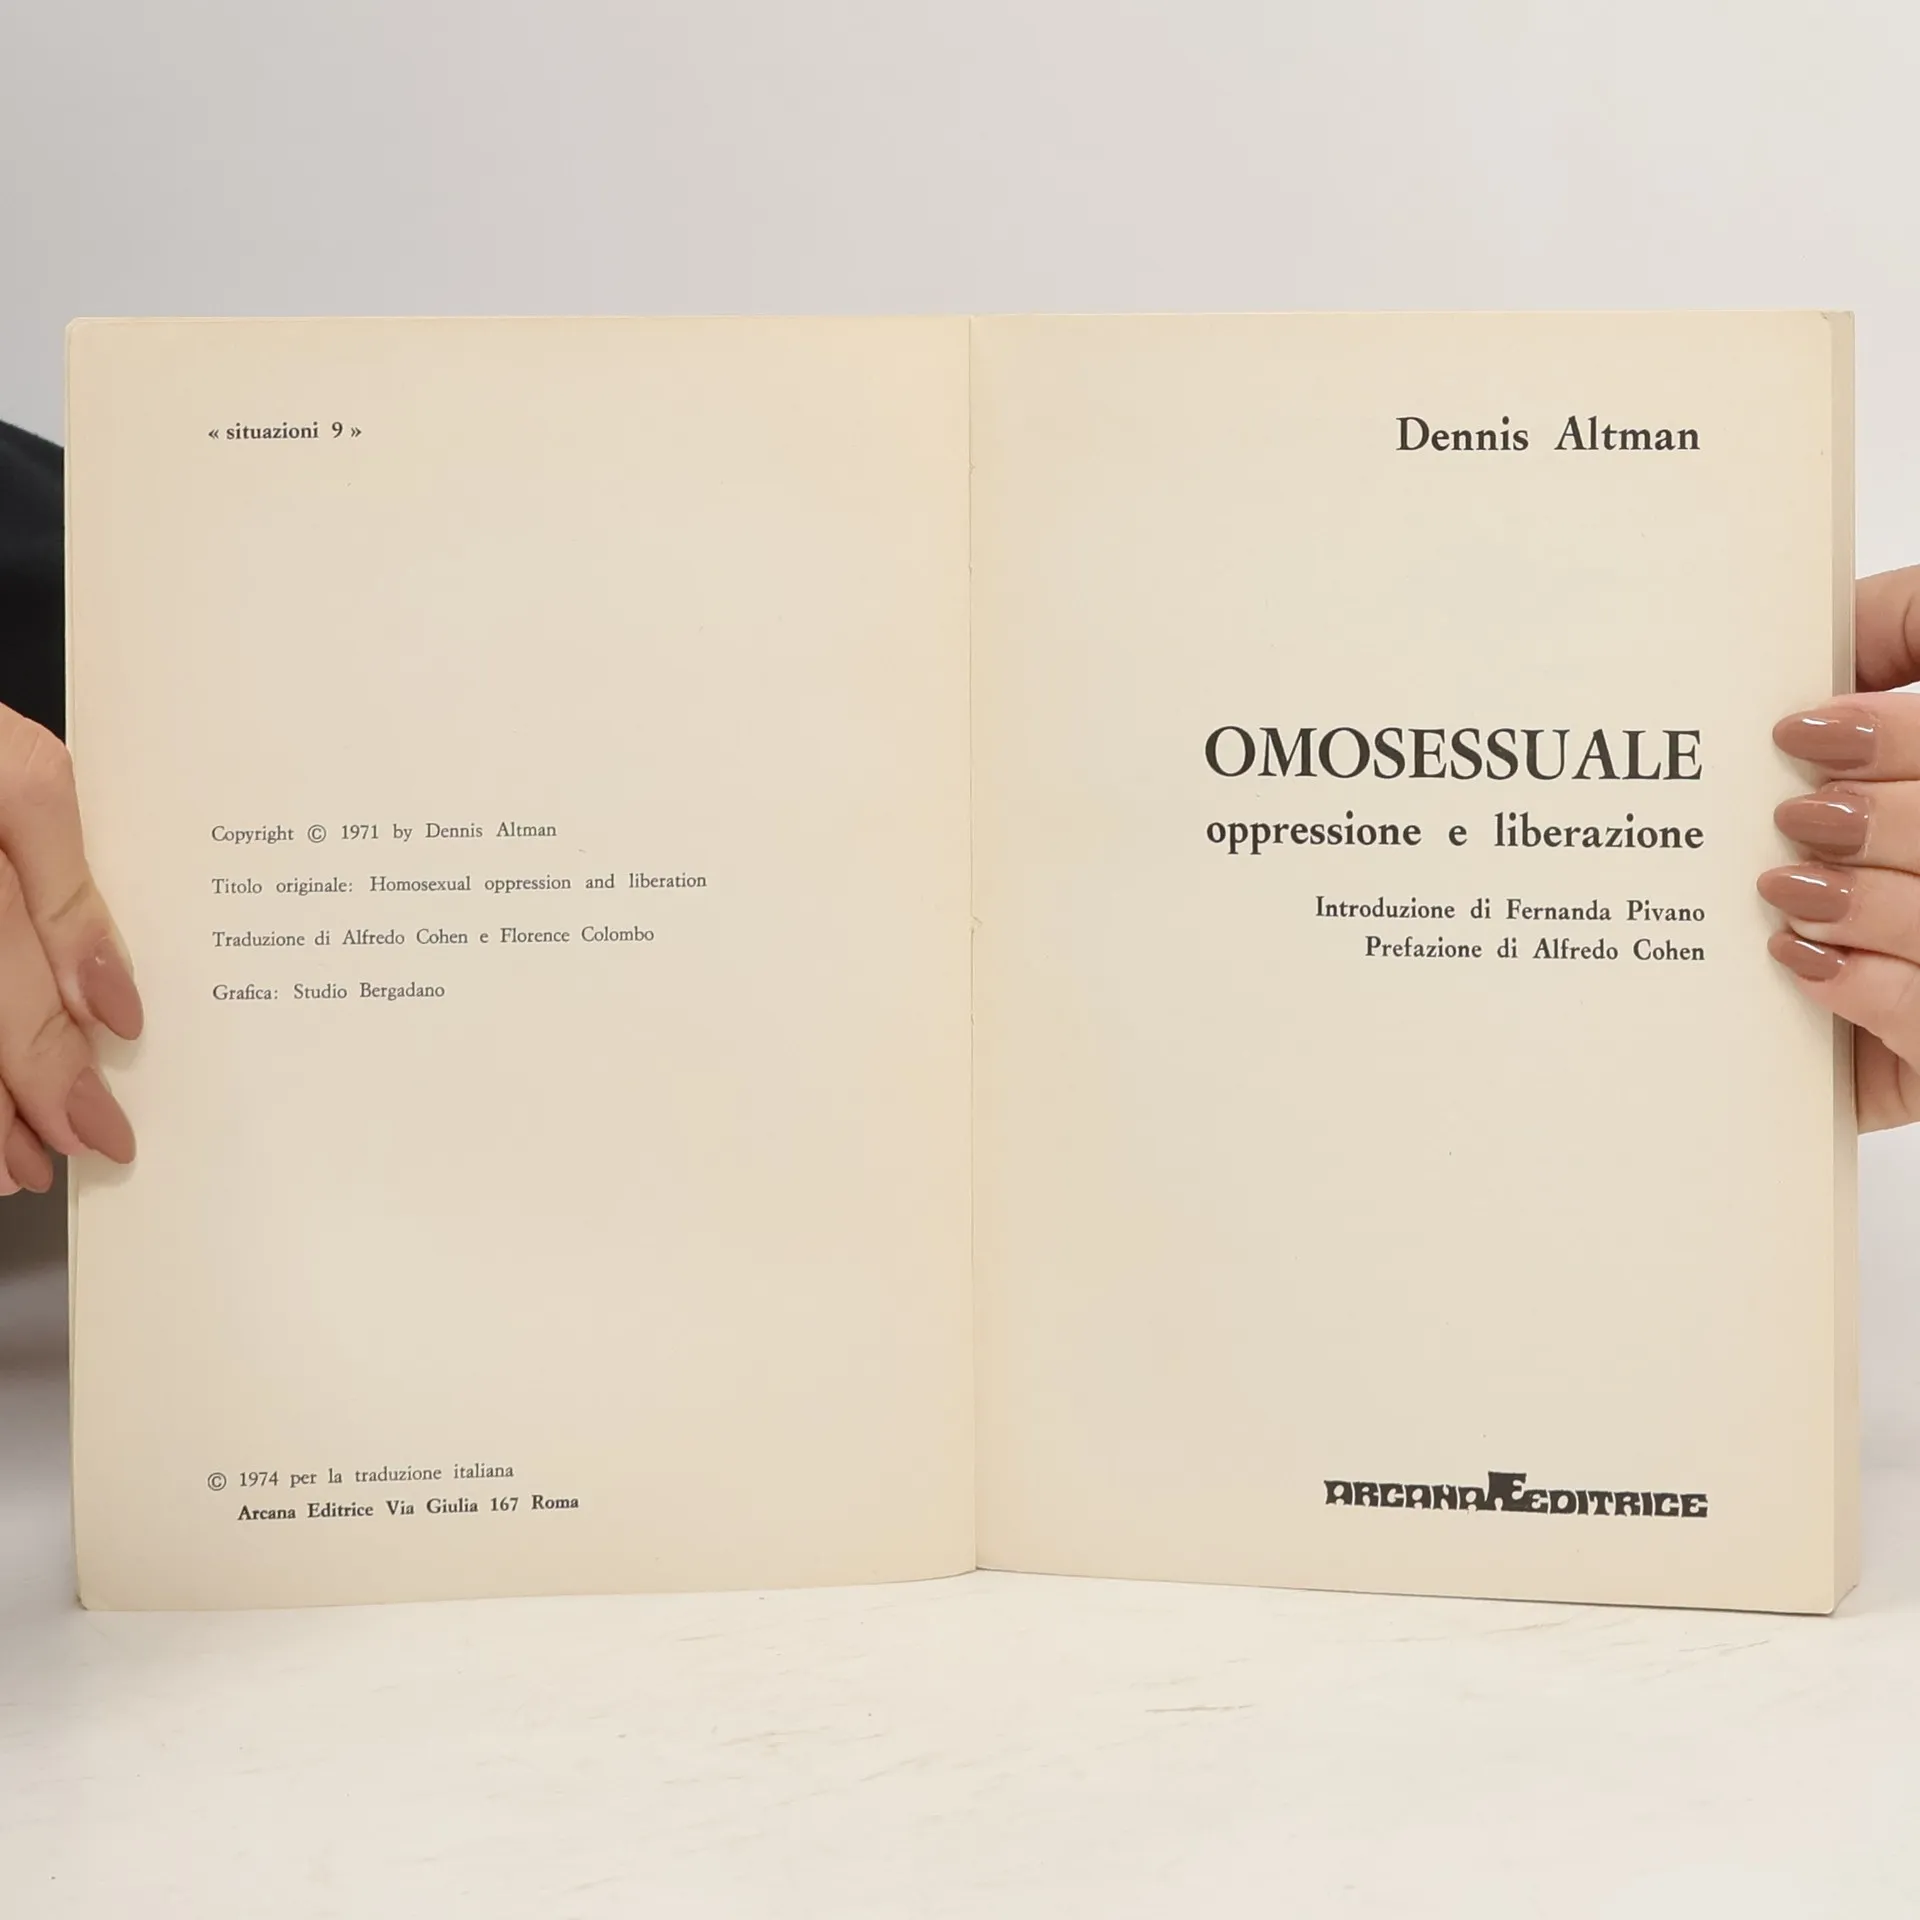 « situazioni 9 »
Copyright © 1971 by Dennis Altman
Titolo originale: Homosexual oppression and liberation
Traduzione di Alfredo Cohen e Florence Colombo
Grafica: Studio Bergadano
© 1974 per la traduzione italiana
Arcana Editrice Via Giulia 167 Roma
Dennis Altman
OMOSESSUALE
oppressione e liberazione
Introduzione di Fernanda Pivano
Prefazione di Alfredo Cohen
ARCANA Æ EDITRICE